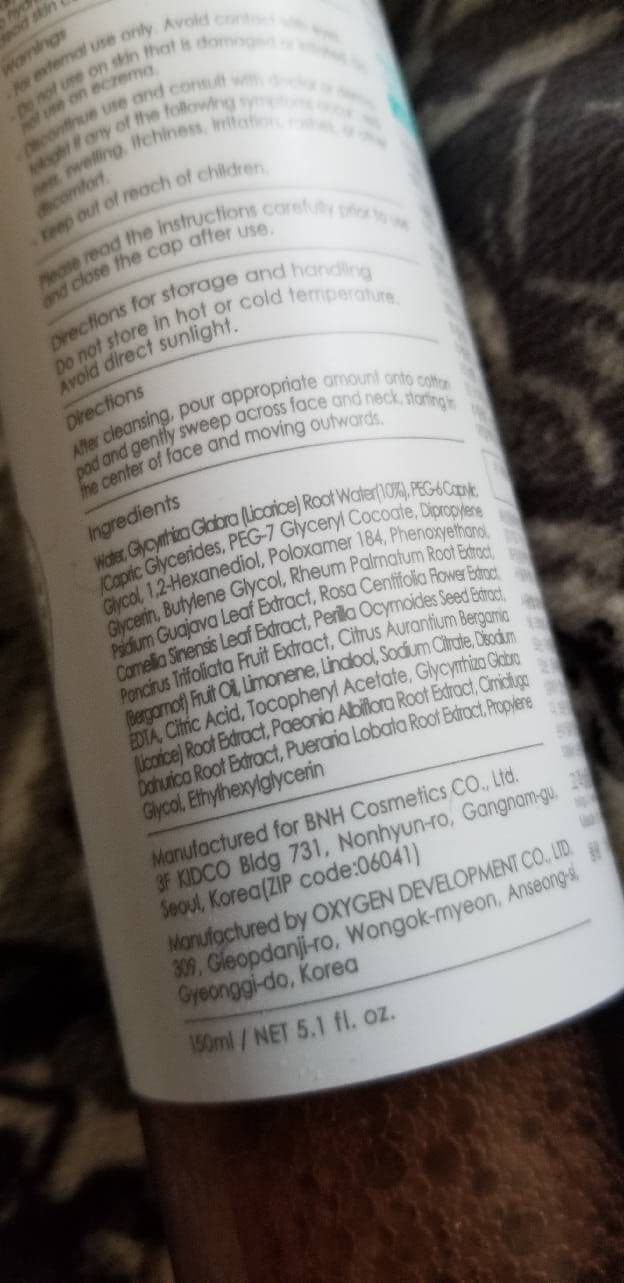 Warnings
· For external use only. Avoid contact with eyes.
· Do not use on skin that is damaged or
not use on eczema.
· Discontinue use and consult with doctor or
if any of the following symptoms occur:
swelling, itchiness, irritation, rashes, or other
discomfort.
· Keep out of reach of children.
Please read the instructions carefully prior to use
and close the cap after use.
Directions for storage and handling
Do not store in hot or cold temperature.
Avoid direct sunlight.
Directions
After cleansing, pour appropriate amount onto cotton
pad and gently sweep across face and neck, starting in
the center of face and moving outwards.
Ingredients
Water, Glycyrrhiza Glabra (Licorice) Root Water(10%), PEG-6 Caprylic
/Capric Glycerides, PEG-7 Glyceryl Cocoate, Dipropylene
Glycol, 1,2-Hexanediol, Poloxamer 184, Phenoxyethanol,
Glycerin, Butylene Glycol, Rheum Palmatum Root Extract,
Psidium Guajava Leaf Extract, Rosa Centifolia Flower Extract,
Camellia Sinensis Leaf Extract, Perilla Ocymoides Seed Extract,
Poncirus Trifoliata Fruit Extract, Citrus Aurantium Bergamia
(Bergamot) Fruit Oil, Limonene, Linalool, Sodium Citrate, Disodium
EDTA, Citric Acid, Tocopheryl Acetate, Glycyrrhiza Glabra
(Licorice) Root Extract, Paeonia Albiflora Root Extract, Cimicifuga
Dahurica Root Extract, Pueraria Lobata Root Extract, Propylene
Glycol, Ethylhexylglycerin
Manufactured for BNH Cosmetics CO., Ltd.
3F KIDCO Bldg 731, Nonhyun-ro, Gangnam-gu,
Seoul, Korea(ZIP code:06041)
Manufactured by OXYGEN DEVELOPMENT CO., LTD.
309, Gieopdanji-ro, Wongok-myeon, Anseong-si,
Gyeonggi-do, Korea
150ml / NET 5.1 fl. oz.